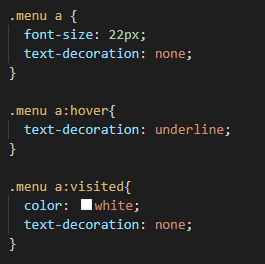 .menu a {
  font-size: 22px;
  text-decoration: none;
}

.menu a:hover{
  text-decoration: underline;
}

.menu a:visited{
  color: white;
  text-decoration: none;
}